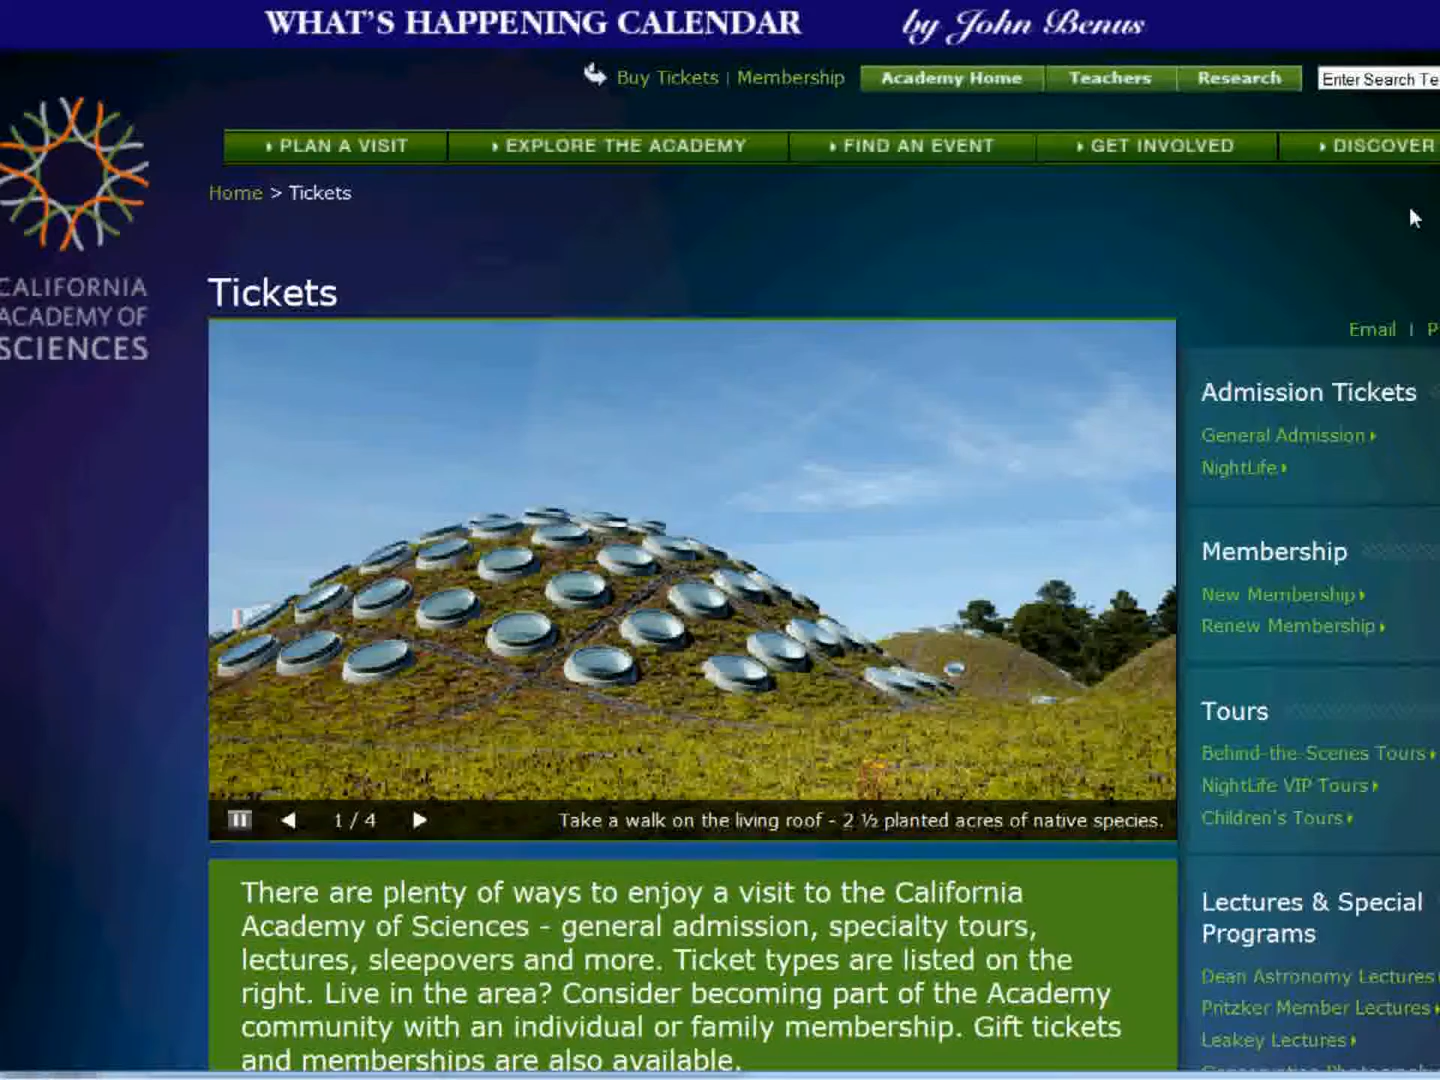 WHAT'S HAPPENING CALENDAR by John Benus
Buy Tickets | Membership
Academy Home
Teachers
Research
Enter Search Te
PLAN A VISIT
EXPLORE THE ACADEMY
FIND AN EVENT
GET INVOLVED
DISCOVER
Home > Tickets
CALIFORNIA
ACADEMY OF
SCIENCES
Tickets
Email | P
Admission Tickets
General Admission
NightLife
Membership
New Membership
Renew Membership
Tours
Behind-the-Scenes Tours
NightLife VIP Tours
Children's Tours
1 / 4
Take a walk on the living roof - 2 ½ planted acres of native species.
There are plenty of ways to enjoy a visit to the California
Academy of Sciences - general admission, specialty tours,
lectures, sleepovers and more. Ticket types are listed on the
right. Live in the area? Consider becoming part of the Academy
community with an individual or family membership. Gift tickets
and memberships are also available.
Lectures & Special
Programs
Dean Astronomy Lectures
Pritzker Member Lectures
Leakey Lectures